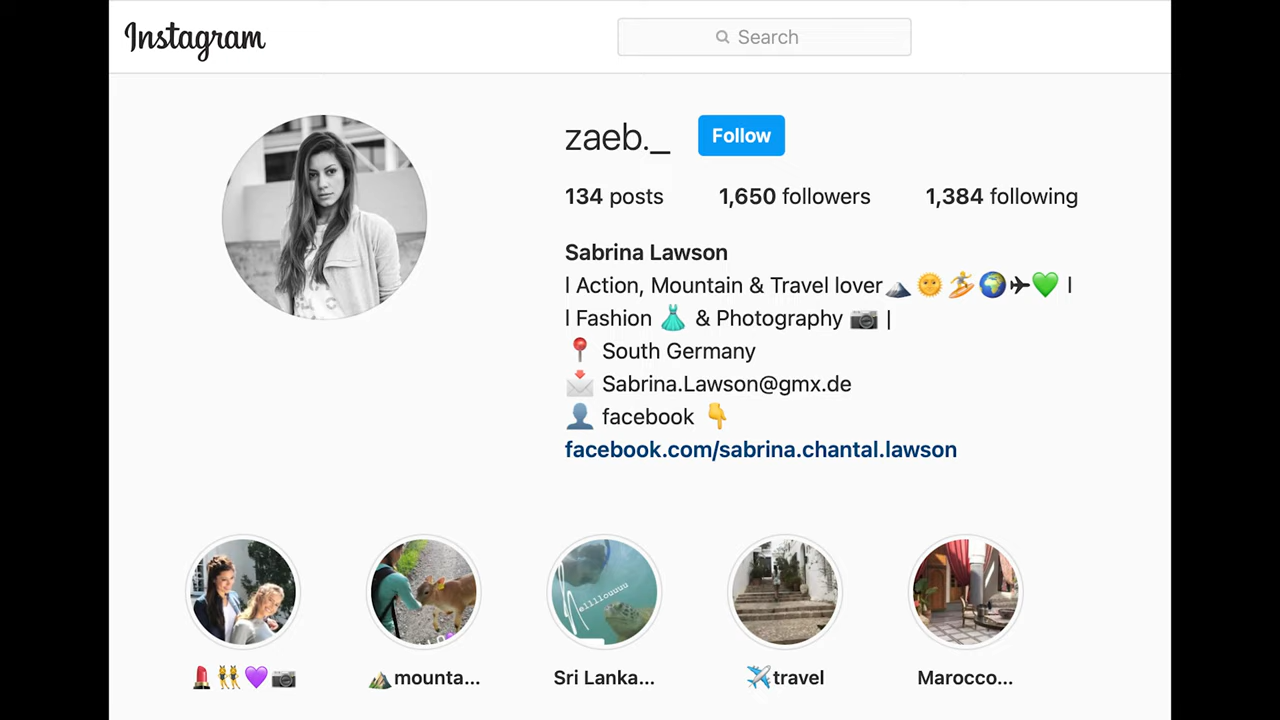 Instagram
Search
zaeb._ Follow
134 posts 1,650 followers 1,384 following
Sabrina Lawson
| Action, Mountain & Travel lover🏔️🌞🏄🌍✈💚 |
| Fashion 👗 & Photography 📷 |
📍 South Germany
📩 Sabrina.Lawson@gmx.de
👤 facebook 👇
facebook.com/sabrina.chantal.lawson
hellllouuuu
💄👯💜📷 ⛰️mounta... Sri Lanka... ✈️travel Marocco...